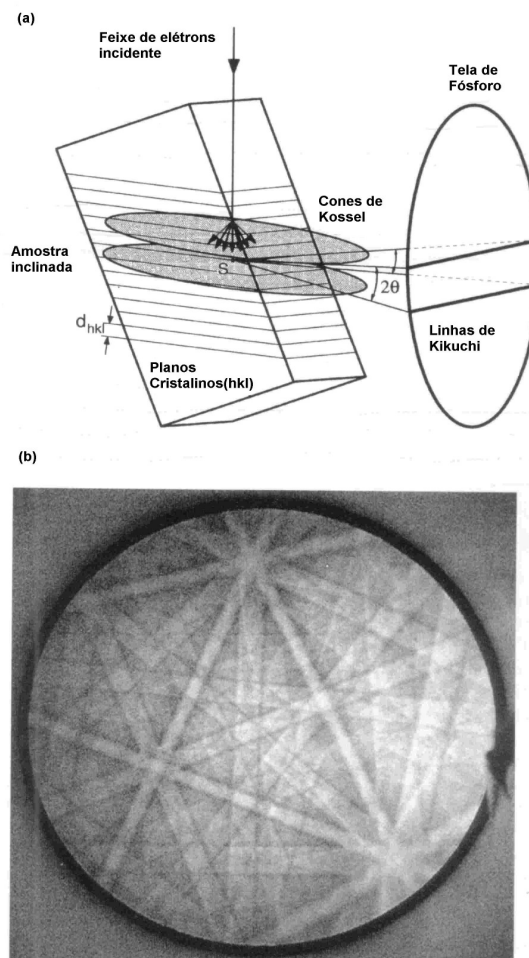 (a)
Feixe de elétrons
incidente
Tela de
Fósforo
Cones de
Kossel
Amostra
inclinada
S
2θ
d hkl
Linhas de
Kikuchi
Planos
Cristalinos(hkl)
(b)